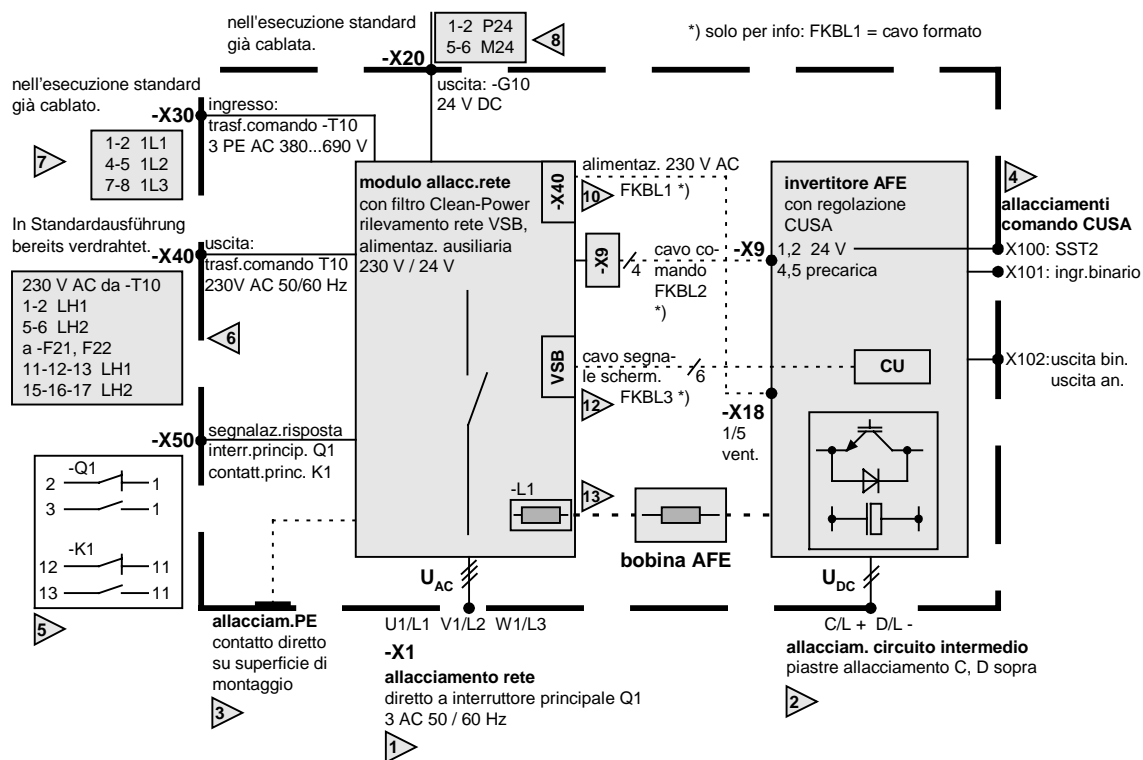 nell'esecuzione standard
già cablata.
-X20
1-2 P24
5-6 M24
8
*) solo per info: FKBL1 = cavo formato
uscita: -G10
24 V DC
nell'esecuzione standard
già cablato.
-X30
ingresso:
trasf.comando -T10
3 PE AC 380...690 V
7
1-2 1L1
4-5 1L2
7-8 1L3
In Standardausführung
bereits verdrahtet.
-X40
uscita:
trasf.comando T10
230V AC 50/60 Hz
230 V AC da -T10
1-2 LH1
5-6 LH2
a -F21, F22
11-12-13 LH1
15-16-17 LH2
6
-X50
segnalaz.risposta
interr.princip. Q1
contatt.princ. K1
-Q1
2 1
3 1
-K1
12 11
13 11
5
modulo allacc.rete
con filtro Clean-Power
rilevamento rete VSB,
alimentaz. ausiliaria
230 V / 24 V
-X40
alimentaz. 230 V AC
10
FKBL1 *)
-X9
4
cavo co-
mando
FKBL2
*)
VSB
cavo segna-
le scherm.
FKBL3 *)
6
12
-L1
13
bobina AFE
-X9
-X18
1/5
vent.
invertitore AFE
con regolazione
CUSA
1,2 24 V
4,5 precarica
CU
4
allacciamenti
comando CUSA
X100: SST2
X101: ingr.binario
X102: uscita bin.
uscita an.
UAC
UDC
allacciam.PE
contatto diretto
su superficie di
montaggio
3
U1/L1 V1/L2 W1/L3
-X1
allacciamento rete
diretto a interruttore principale Q1
3 AC 50 / 60 Hz
1
C/L + D/L -
allacciam. circuito intermedio
piastre allacciamento C, D sopra
2